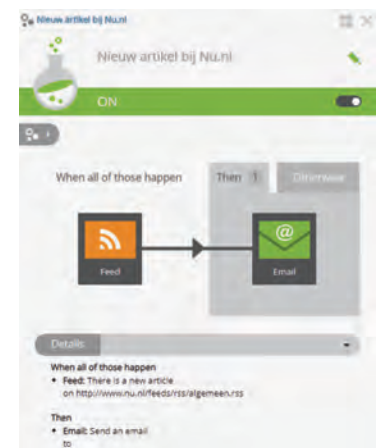 Nieuw artikel bij Nu.nl
Nieuw artikel bij Nu.nl
ON
When all of those happen
Then 1 Otherwise
@
Feed
Email
Details
When all of those happen
• Feed: There is a new article
on http://www.nu.nl/feeds/rss/algemeen.rss
Then
• Email: Send an email
to